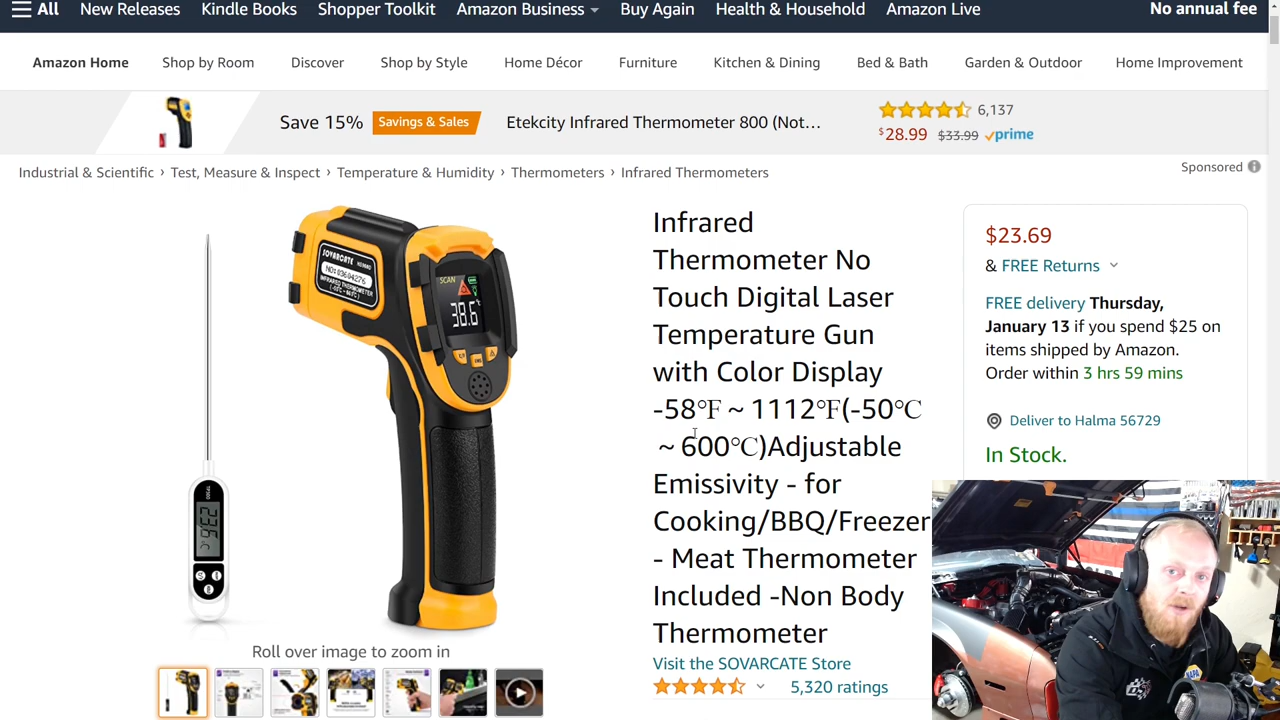 All New Releases Kindle Books Shopper Toolkit Amazon Business Buy Again Health & Household Amazon Live No annual fee
Amazon Home Shop by Room Discover Shop by Style Home Décor Furniture Kitchen & Dining Bed & Bath Garden & Outdoor Home Improvement
Save 15% Savings & Sales Etekcity Infrared Thermometer 800 (Not… 6,137
$28.99 $33.99 prime
Industrial & Scientific › Test, Measure & Inspect › Temperature & Humidity › Thermometers › Infrared Thermometers
Sponsored
SOVARCATE
INFRARED THERMOMETER
SCAN
38.6
Infrared
Thermometer No
Touch Digital Laser
Temperature Gun
with Color Display
-58℉ ~ 1112℉(-50℃
~ 600℃)Adjustable
Emissivity - for
Cooking/BBQ/Freezer
- Meat Thermometer
Included -Non Body
Thermometer
Visit the SOVARCATE Store
5,320 ratings
$23.69
& FREE Returns
FREE delivery Thursday,
January 13 if you spend $25 on
items shipped by Amazon.
Order within 3 hrs 59 mins
Deliver to Halma 56729
In Stock.
Roll over image to zoom in